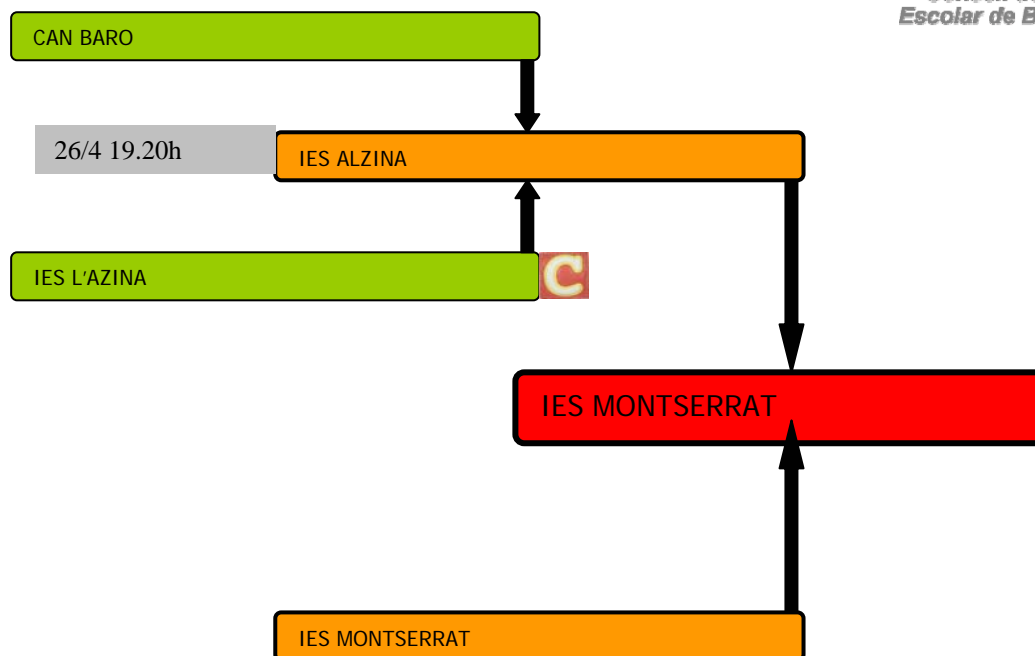 Escolar de B
CAN BARO
26/4 19.20h
IES ALZINA
IES L'AZINA
C
IES MONTSERRAT
IES MONTSERRAT